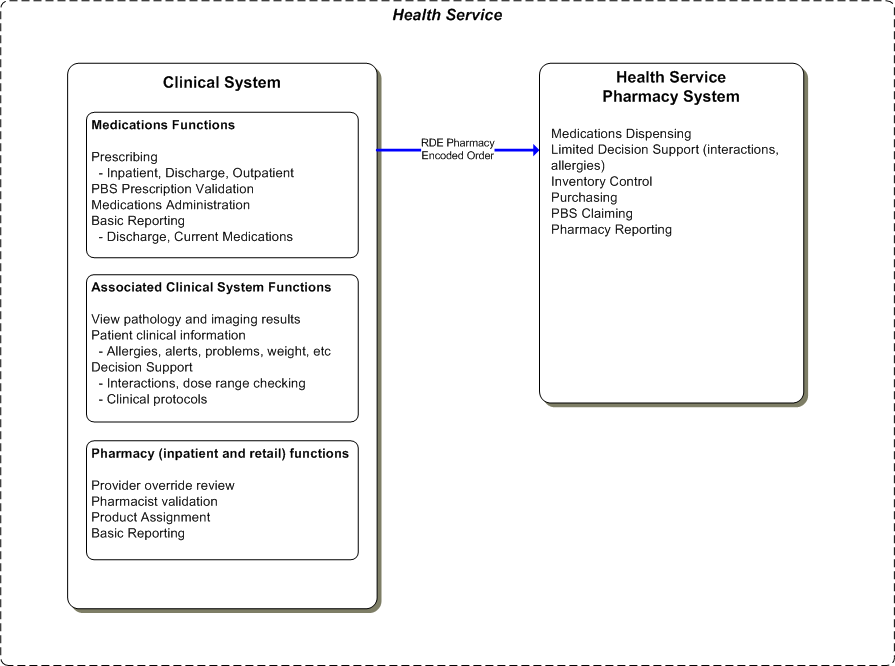 Health Service
Clinical System
Medications Functions
Prescribing
- Inpatient, Discharge, Outpatient
PBS Prescription Validation
Medications Administration
Basic Reporting
- Discharge, Current Medications
Associated Clinical System Functions
View pathology and imaging results
Patient clinical information
- Allergies, alerts, problems, weight, etc
Decision Support
- Interactions, dose range checking
- Clinical protocols
Pharmacy (inpatient and retail) functions
Provider override review
Pharmacist validation
Product Assignment
Basic Reporting
RDE Pharmacy
Encoded Order
Health Service
Pharmacy System
Medications Dispensing
Limited Decision Support (interactions,
allergies)
Inventory Control
Purchasing
PBS Claiming
Pharmacy Reporting